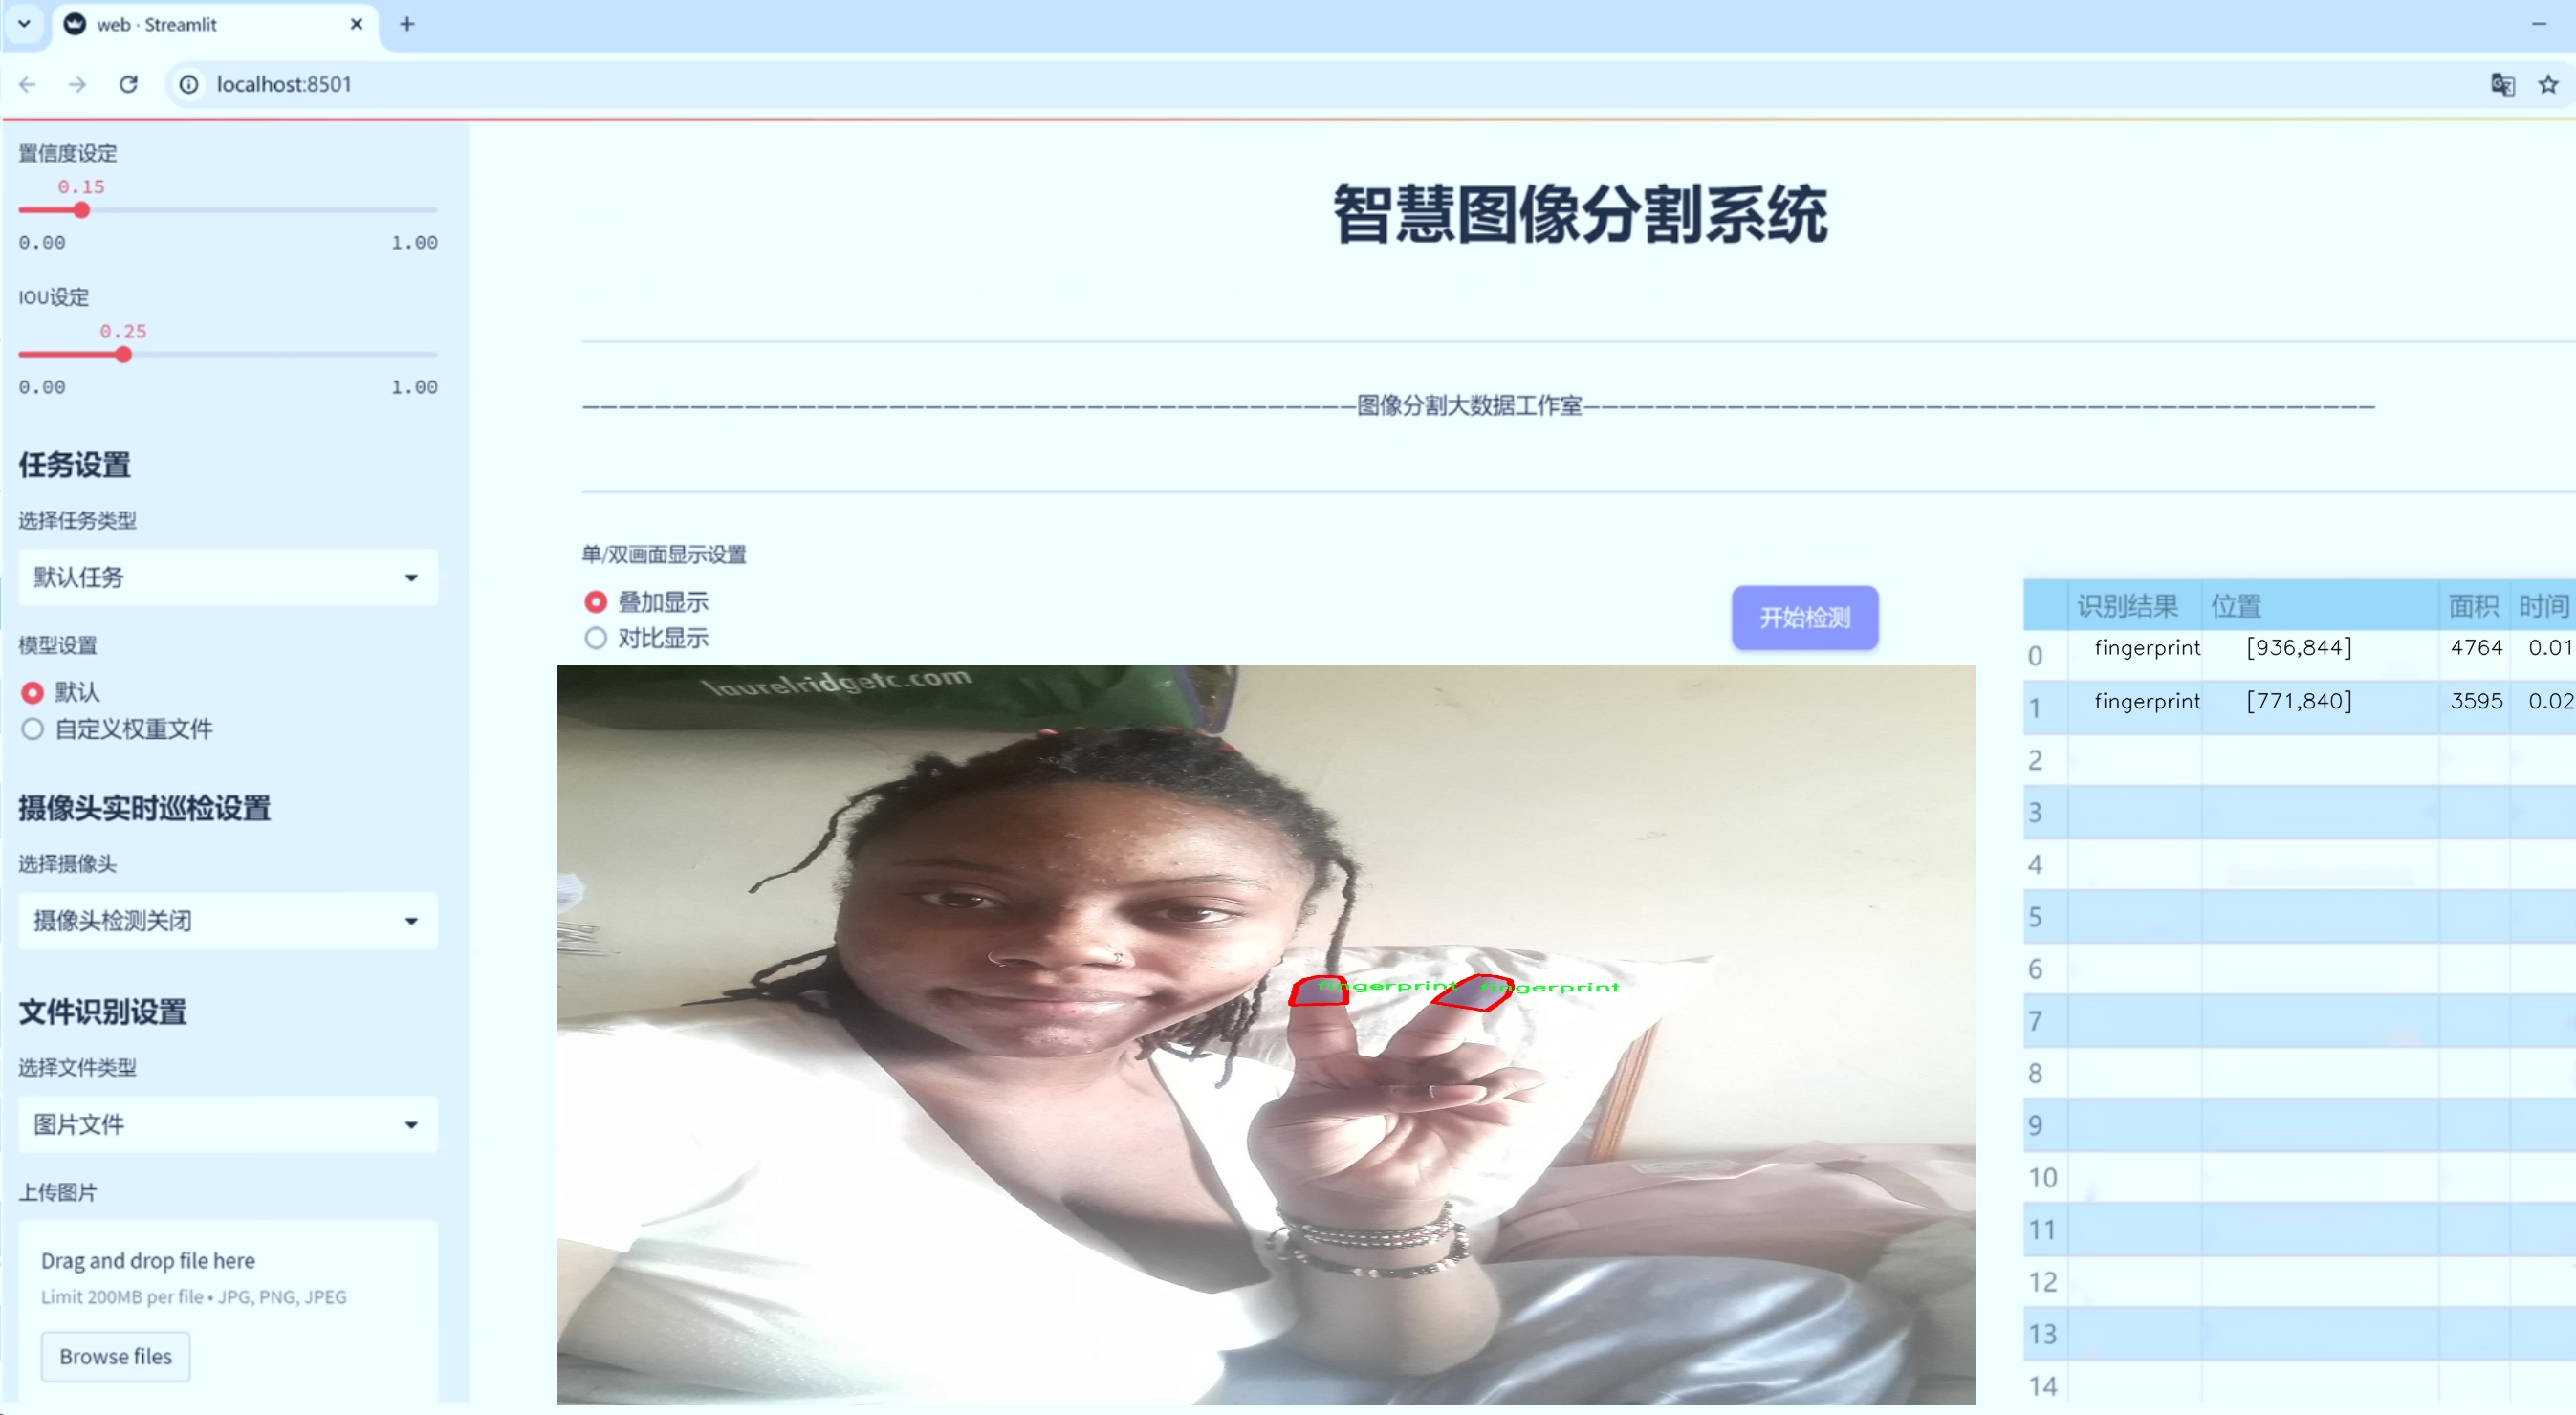 web · Streamlit
localhost:8501
置信度设定
0.15
0.00 1.00
IOU设定
0.25
0.00 1.00
任务设置
选择任务类型
默认任务
模型设置
默认
自定义权重文件
摄像头实时巡检设置
选择摄像头
摄像头检测关闭
文件识别设置
选择文件类型
图片文件
上传图片
Drag and drop file here
Limit 200MB per file • JPG, PNG, JPEG
Browse files
智慧图像分割系统
——————————————————————————————————————————图像分割大数据工作室———————————————————————————————————————————
单/双画面显示设置
叠加显示
对比显示
开始检测
laurelridgetc.com
fingerprint
fingerprint
识别结果 位置 面积 时间
0 fingerprint [936,844] 4764 0.01
1 fingerprint [771,840] 3595 0.02
2
3
4
5
6
7
8
9
10
11
12
13
14